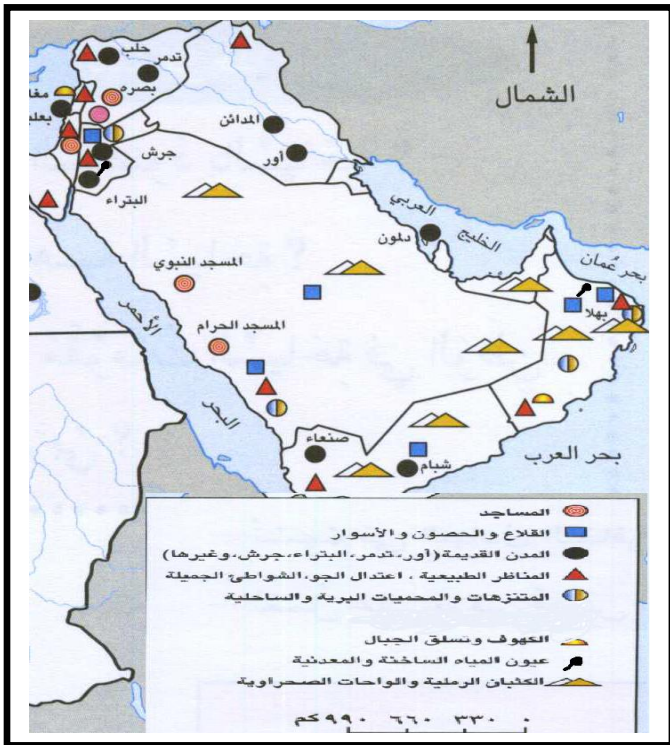 الشمال
حلب
تدمر
بصره
المدائن
أور
جرش
البتراء
الخليج العربي
دلمون
بحر عُمان
بهلا
المسجد النبوي
المسجد الحرام
البحر الأحمر
صنعاء
شبام
بحر العرب
المساجد
القلاع والحصون والأسوار
المدن القديمة(أور،تدمر،البتراء،جرش،وغيرها)
المناظر الطبيعية ، اعتدال الجو،الشواطئ الجميلة
المتنزهات والمحميات البرية والساحلية
الكهوف وتسلق الجبال
عيون المياه الساخنة والمعدنية
الكثبان الرملية والواحات الصحراوية
٠ ٣٣٠ ٦٦٠ ٩٩٠ كم